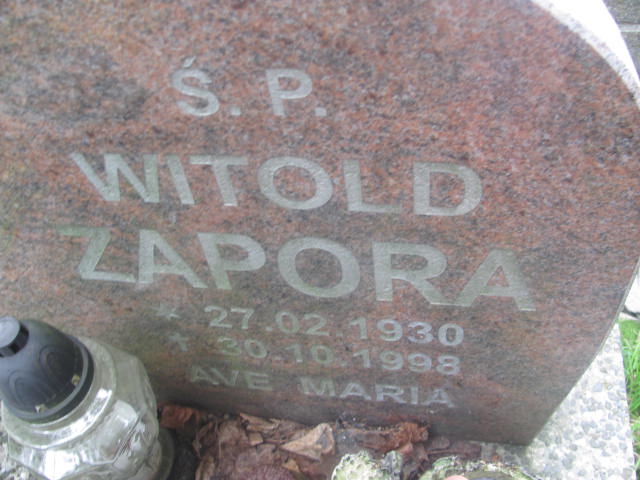 Ś. P.
WITOLD
ZAPORA
* 27.02.1930
* 30.10.1998
AVE MARIA